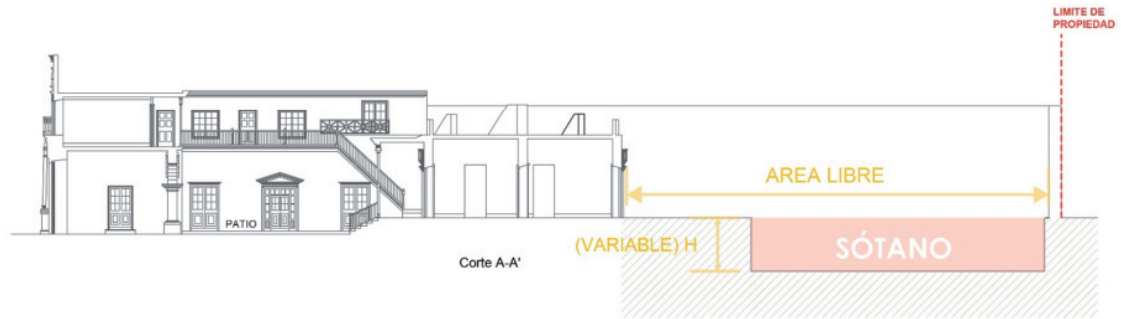 LIMITE DE
PROPIEDAD
AREA LIBRE
PATIO
(VARIABLE) H
SÓTANO
Corte A-A'